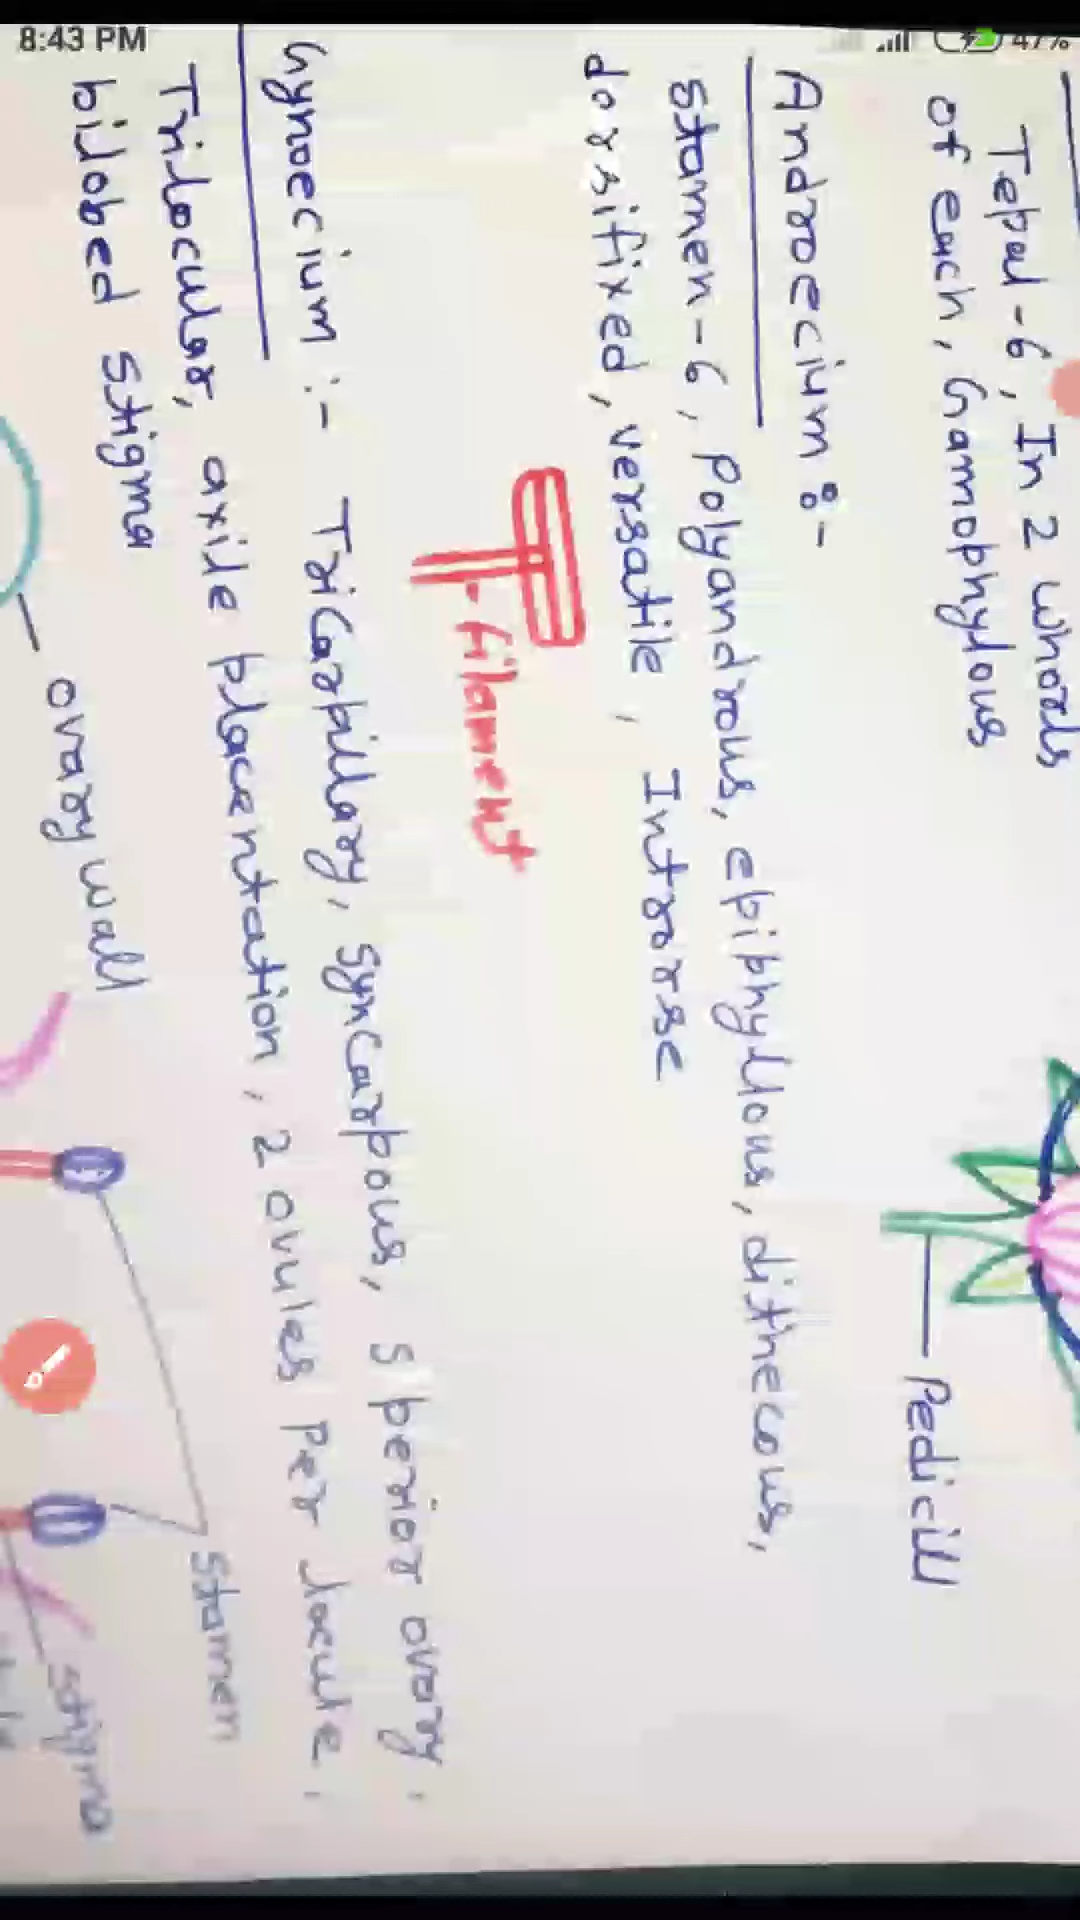 8:43 PM
47%
Tepal-6, In 2 whorls
of each, Gamophylous
Pedicill
Androecium :-
Stamen-6, Polyandrous, epiphyllous, dithecous,
dorsifixed, versatile, Introrse
-filament
Gynoecium :- Tricarpillary, syncarpous, s perior ovary,
Trilocular, axile placentation, 2 ovules per locule,
bilobed stigma
ovary wall
Stamen
Stigma